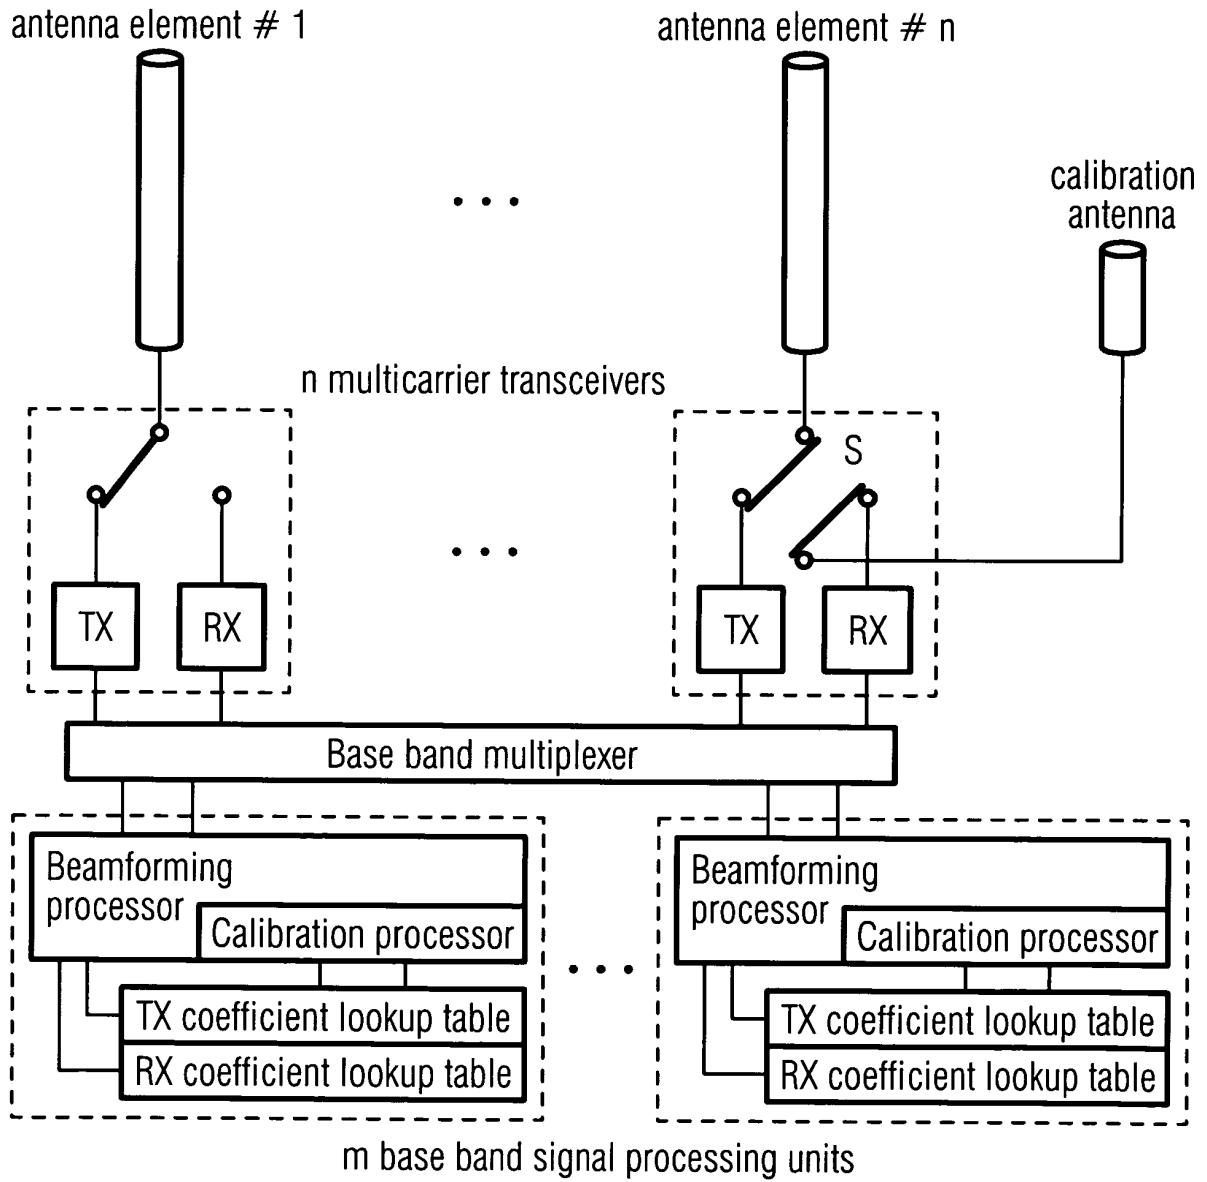 antenna element # 1
antenna element # n
calibration
antenna
n multicarrier transceivers
S
TX
RX
TX
RX
Base band multiplexer
Beamforming
processor
Calibration processor
TX coefficient lookup table
RX coefficient lookup table
Beamforming
processor
Calibration processor
TX coefficient lookup table
RX coefficient lookup table
m base band signal processing units